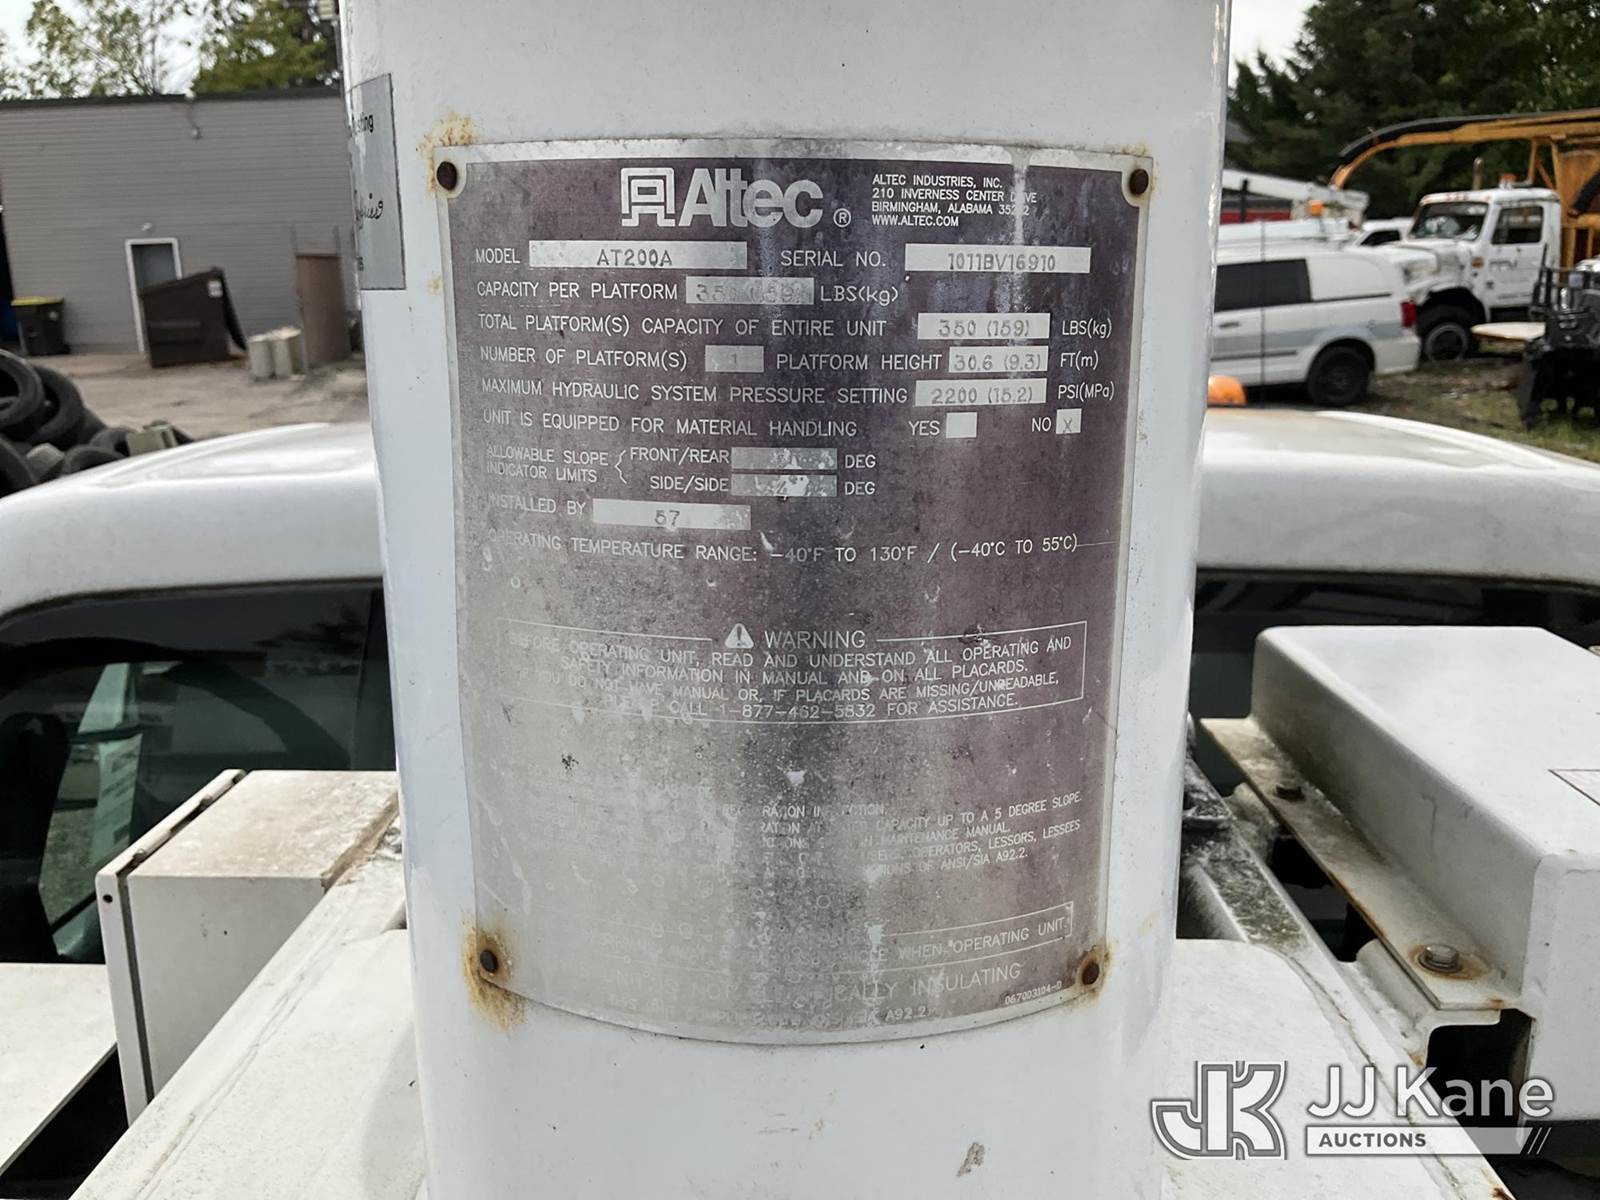 Altec ®
ALTEC INDUSTRIES, INC.
210 INVERNESS CENTER DRIVE
BIRMINGHAM, ALABAMA
WWW.ALTEC.COM
MODEL AT200A SERIAL NO. 1011BV16910
CAPACITY PER PLATFORM LBS(kg)
TOTAL PLATFORM(S) CAPACITY OF ENTIRE UNIT 350 (159) LBS(kg)
NUMBER OF PLATFORM(S) 1 PLATFORM HEIGHT 30.6 (9.3) FT(m)
MAXIMUM HYDRAULIC SYSTEM PRESSURE SETTING 2200 (15.2) PSI(MPa)
UNIT IS EQUIPPED FOR MATERIAL HANDLING YES NO X
ALLOWABLE SLOPE FRONT/REAR DEG
INDICATOR LIMITS SIDE/SIDE DEG
INSTALLED BY 57
OPERATING TEMPERATURE RANGE: -40°F TO 130°F / (-40°C TO 55°C)
WARNING
BEFORE OPERATING UNIT, READ AND UNDERSTAND ALL OPERATING AND
SAFETY INFORMATION IN MANUAL AND ON ALL PLACARDS.
IF YOU DO NOT HAVE MANUAL OR, IF PLACARDS ARE MISSING/UNREADABLE,
PLEASE CALL 1-877-462-5832 FOR ASSISTANCE.
CAPACITY UP TO A 5 DEGREE SLOPE.
MAINTENANCE MANUAL.
OPERATORS, LESSORS, LESSEES
OF ANSI/SIA A92.2.
WHEN OPERATING UNIT.
INSULATING
A92.2
067003104-D
JJ Kane
AUCTIONS